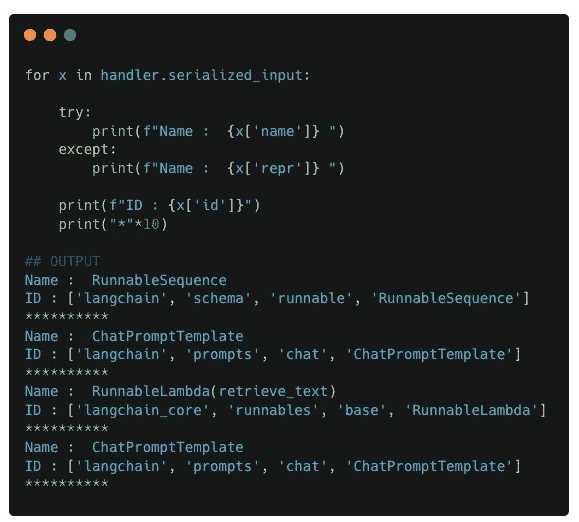 for x in handler.serialized_input:
    try:
        print(f"Name :  {x['name']} ")
    except:
        print(f"Name :  {x['repr']} ")
    print(f"ID : {x['id']}")
    print("*"*10)
## OUTPUT
Name :  RunnableSequence
ID : ['langchain', 'schema', 'runnable', 'RunnableSequence']
**********
Name :  ChatPromptTemplate
ID : ['langchain', 'prompts', 'chat', 'ChatPromptTemplate']
**********
Name :  RunnableLambda(retrieve_text)
ID : ['langchain_core', 'runnables', 'base', 'RunnableLambda']
**********
Name :  ChatPromptTemplate
ID : ['langchain', 'prompts', 'chat', 'ChatPromptTemplate']
**********